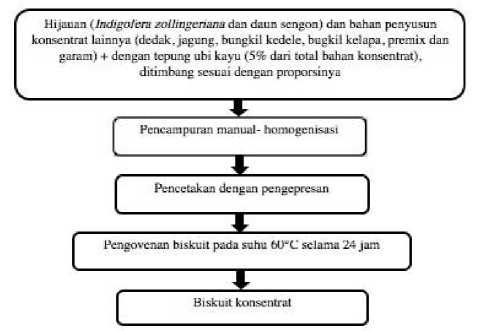 Hijauan (Indigofera zollingeriana dan daun sengon) dan bahan penyusun
konsentrat lainnya (dedak, jagung, bungkil kedele, bugkil kelapa, premix dan
garam) + dengan tepung ubi kayu (5% dari total bahan konsentrat),
ditimbang sesuai dengan proporsinya
Pencampuran manual- homogenisasi
Pencetakan dengan pengepresan
Pengovenan biskuit pada suhu 60°C selama 24 jam
Biskuit konsentrat